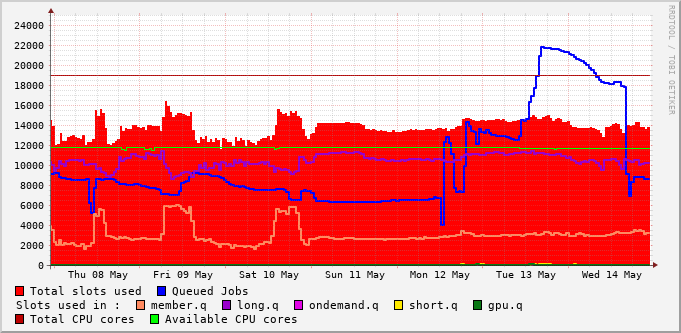 RRDTOOL / TOBI OETIKER
24000
22000
20000
18000
16000
14000
12000
10000
8000
6000
4000
2000
0
Thu 08 May Fri 09 May Sat 10 May Sun 11 May Mon 12 May Tue 13 May Wed 14 May
Total slots used Queued Jobs
Slots used in : member.q long.q ondemand.q short.q gpu.q
Total CPU cores Available CPU cores